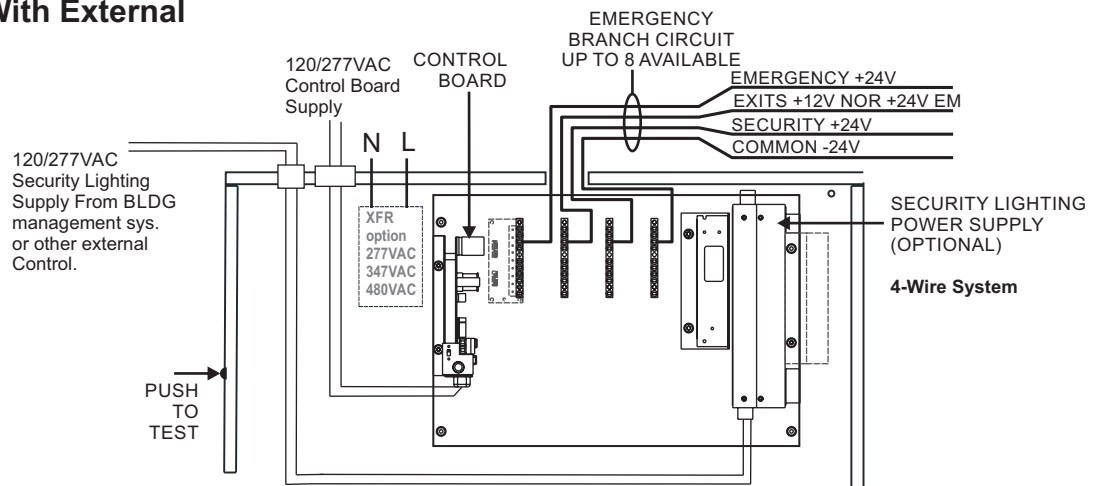 With External
EMERGENCY
BRANCH CIRCUIT
UP TO 8 AVAILABLE
120/277VAC
Control Board
Supply
CONTROL
BOARD
EMERGENCY +24V
EXITS +12V NOR +24V EM
SECURITY +24V
COMMON -24V
N L
120/277VAC
Security Lighting
Supply From BLDG
management sys.
or other external
Control.
XFR
option
277VAC
347VAC
480VAC
SECURITY LIGHTING
POWER SUPPLY
(OPTIONAL)
4-Wire System
PUSH
TO
TEST